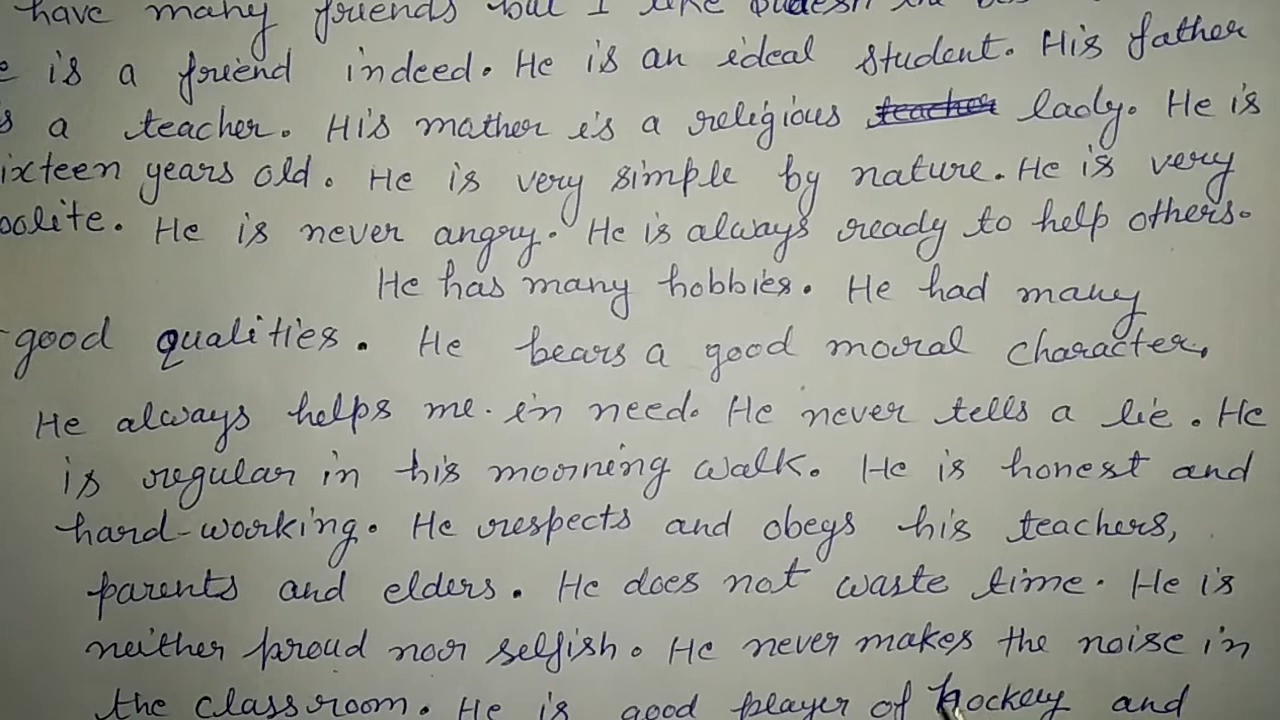 have many friends but I like the
e is a friend indeed. He is an ideal student. His father
s a teacher. His mather is a religious teacher lady. He is
ixteen years old. He is very simple by nature. He is very
polite. He is never angry. He is always ready to help others.
He has many hobbies. He had many
good qualities. He bears a good moral character.
He always helps me. in need. He never tells a lie. He
is regular in his morning walk. He is honest and
hard-working. He respects and obeys his teachers,
parents and elders. He does not waste time. He is
neither proud nor selfish. He never makes the noise in
the classroom. He is good player of hockey and